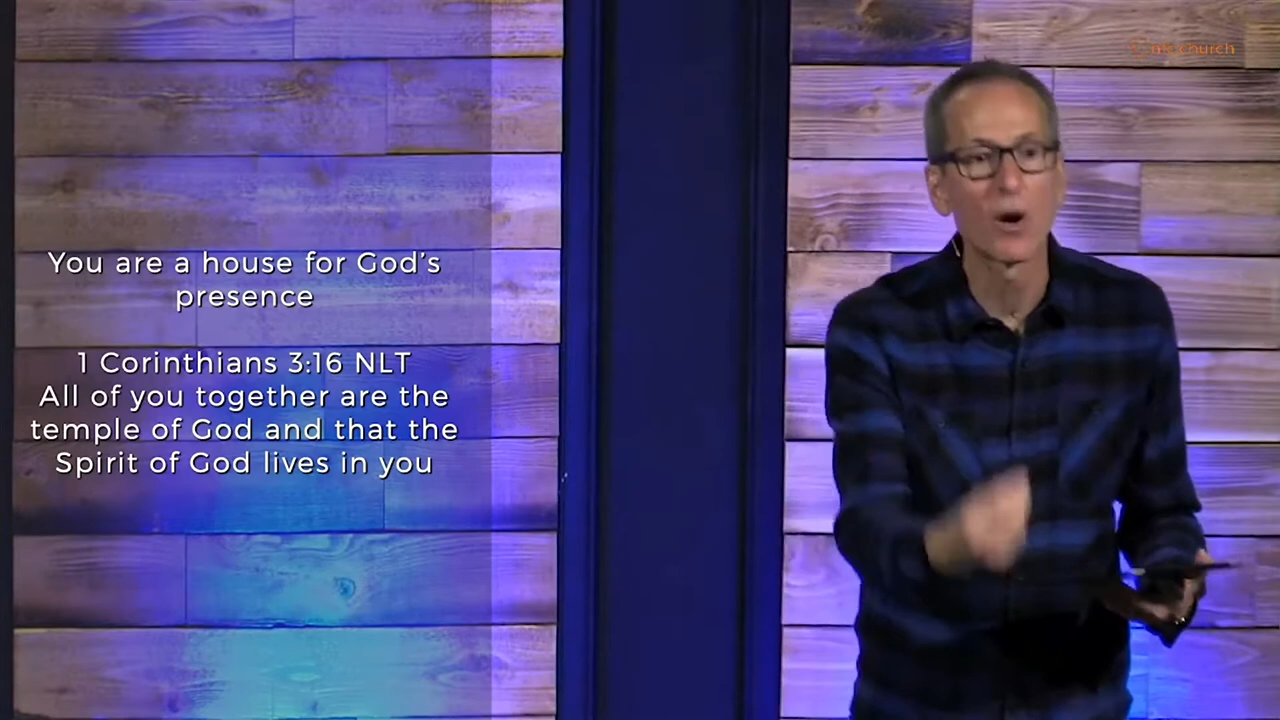 church
You are a house for God's
presence
1 Corinthians 3:16 NLT
All of you together are the
temple of God and that the
Spirit of God lives in you